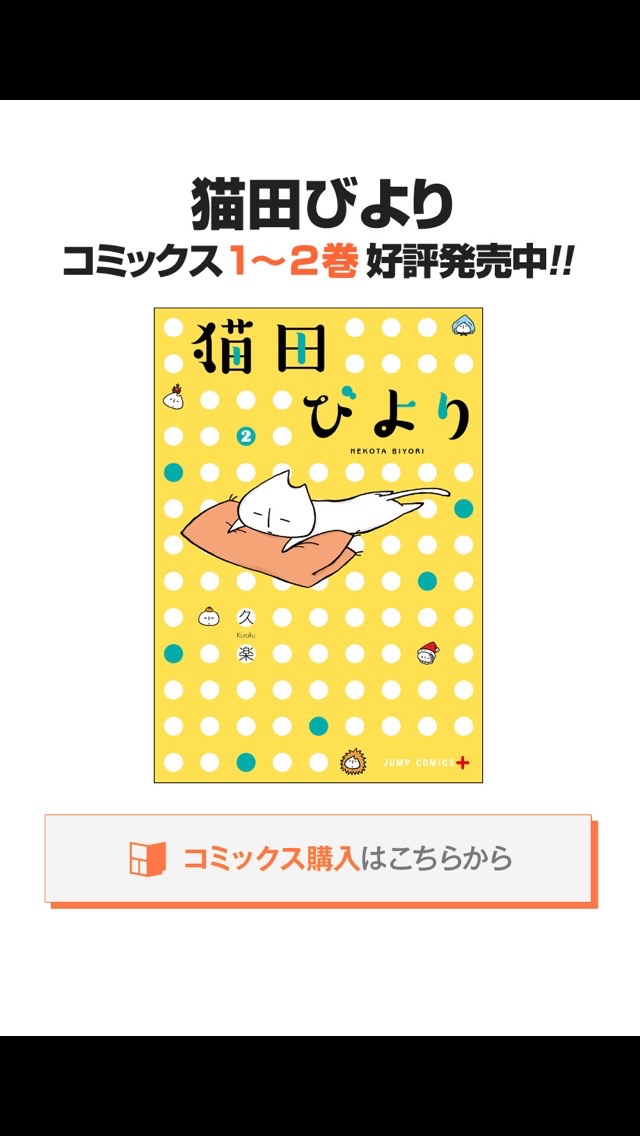 猫田びより
コミックス1〜2巻 好評発売中!!
猫田
びより
NEKOTA BIYORI
2
久
Kuraku
楽
JUMP COMICS+
コミックス購入はこちらから